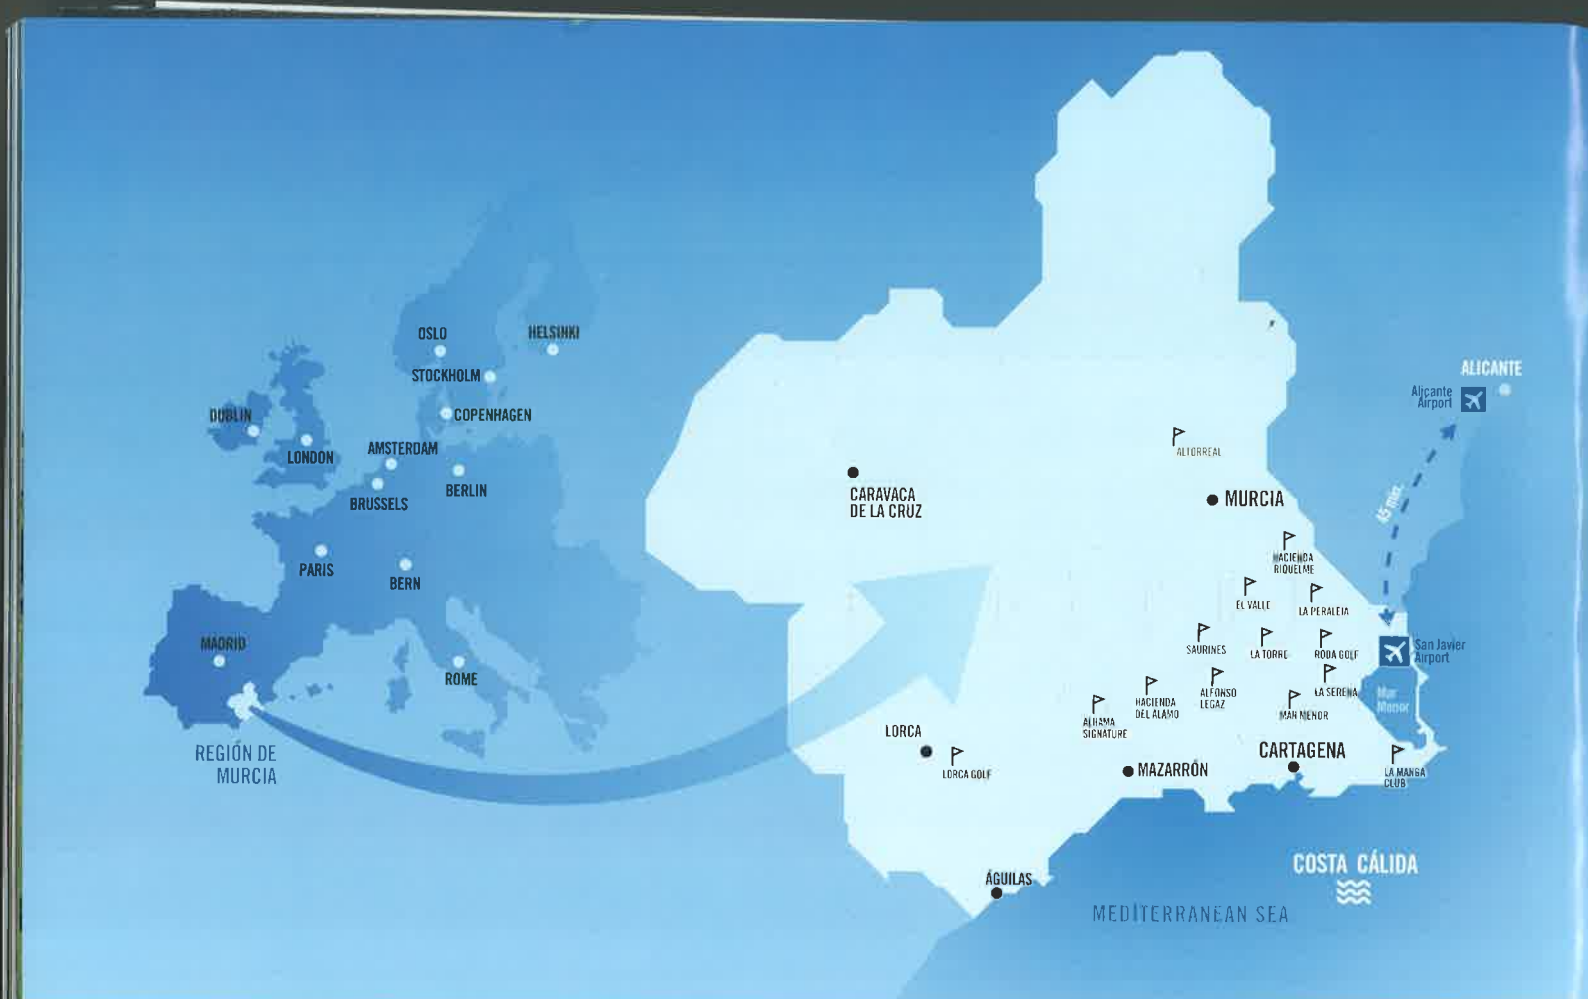 OSLO
HELSINKI
STOCKHOLM
COPENHAGEN
DUBLIN
AMSTERDAM
LONDON
BERLIN
BRUSSELS
PARIS
BERN
MADRID
ROME
REGIÓN DE
MURCIA
ALICANTE
Alicante
Airport
45 min.
ALTORREAL
CARAVACA
DE LA CRUZ
MURCIA
HACIENDA
RIQUELME
EL VALLE
LA PERALEJA
SAURINES
LA TORRE
RODA GOLF
San Javier
Airport
LA SERENA
Mar
Menor
ALFONSO
LEGAZ
HACIENDA
DEL ALAMO
MAR MENOR
ALHAMA
SIGNATURE
LORCA
LORCA GOLF
MAZARRÓN
CARTAGENA
LA MANGA
CLUB
ÁGUILAS
COSTA CÁLIDA
MEDITERRANEAN SEA